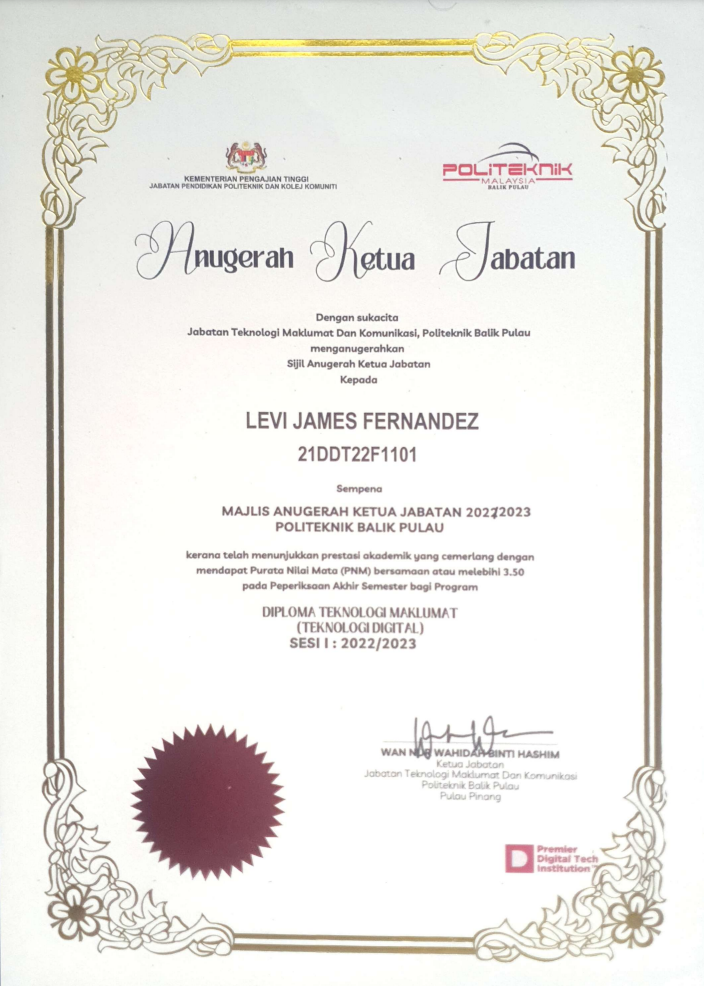 KEMENTERIAN PENGAJIAN TINGGI
JABATAN PENDIDIKAN POLITEKNIK DAN KOLEJ KOMUNITI
POLITEKNIK
MALAYSIA
BALIK PULAU
Anugerah Ketua Jabatan
Dengan sukacita
Jabatan Teknologi Maklumat Dan Komunikasi, Politeknik Balik Pulau
menganugerahkan
Sijil Anugerah Ketua Jabatan
Kepada
LEVI JAMES FERNANDEZ
21DDT22F1101
Sempena
MAJLIS ANUGERAH KETUA JABATAN 2022/2023
POLITEKNIK BALIK PULAU
kerana telah menunjukkan prestasi akademik yang cemerlang dengan
mendapat Purata Nilai Mata (PNM) bersamaan atau melebihi 3.50
pada Peperiksaan Akhir Semester bagi Program
DIPLOMA TEKNOLOGI MAKLUMAT
(TEKNOLOGI DIGITAL)
SESI I : 2022/2023
WAN NUR WAHIDAH BINTI HASHIM
Ketua Jabatan
Jabatan Teknologi Maklumat Dan Komunikasi
Politeknik Balik Pulau
Pulau Pinang
Premier
Digital Tech
Institution™